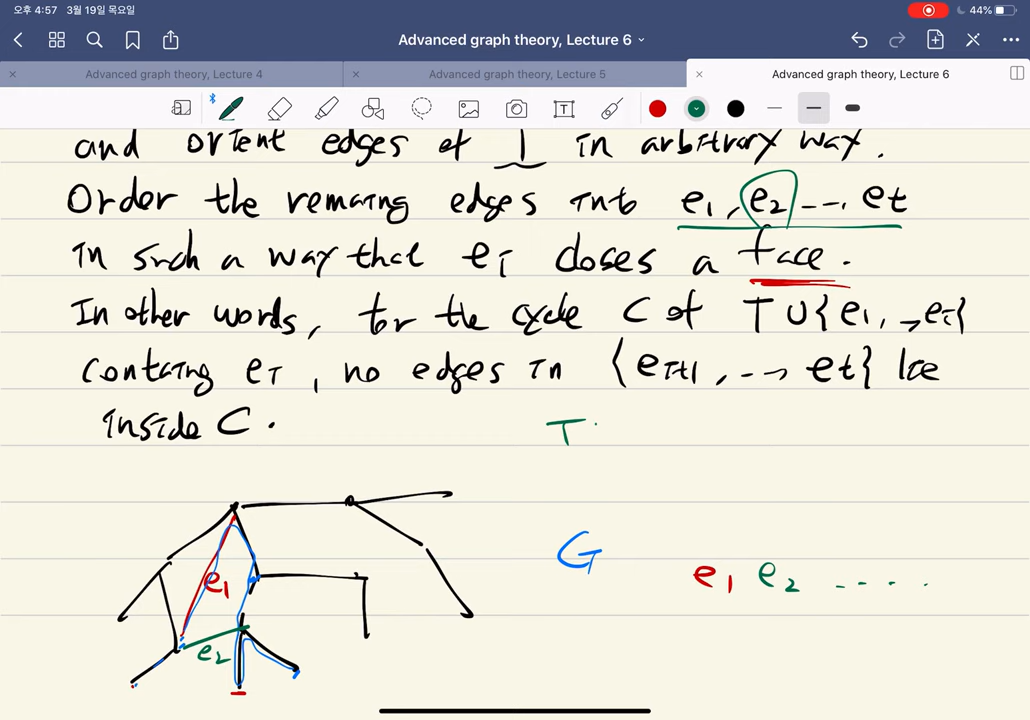 오후 4:57 3월 19일 목요일
44%
Advanced graph theory, Lecture 6
Advanced graph theory, Lecture 4
Advanced graph theory, Lecture 5
Advanced graph theory, Lecture 6
and orient edges of T in arbitrary way.
Order the remaing edges into e1, e2 ..., et
In such a way that ei closes a face.
In other words, for the cycle C of T ∪ {e1, .., ei}
containg ei, no edges in {ei+1, ..., et} lie
inside C.
T
G
e1
e2
e1 e2 .....